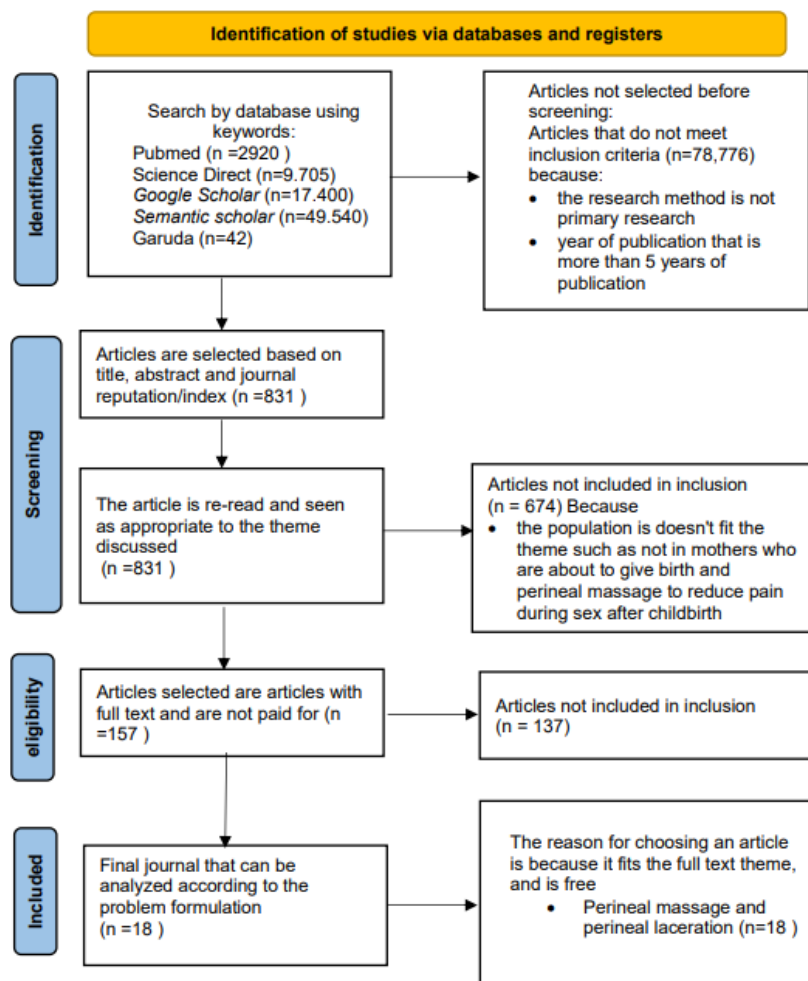 Identification of studies via databases and registers
Identification
Search by database using
keywords:
Pubmed (n =2920 )
Science Direct (n=9.705)
Google Scholar (n=17.400)
Semantic scholar (n=49.540)
Garuda (n=42)
Articles not selected before
screening:
Articles that do not meet
inclusion criteria (n=78,776)
because:
• the research method is not
primary research
• year of publication that is
more than 5 years of
publication
Screening
Articles are selected based on
title, abstract and journal
reputation/index (n =831 )
The article is re-read and seen
as appropriate to the theme
discussed
(n =831 )
Articles not included in inclusion
(n = 674) Because
• the population is doesn't fit the
theme such as not in mothers who
are about to give birth and
perineal massage to reduce pain
during sex after childbirth
eligibility
Articles selected are articles with
full text and are not paid for (n
=157 )
Articles not included in inclusion
(n = 137)
Included
Final journal that can be
analyzed according to the
problem formulation
(n =18 )
The reason for choosing an article
is because it fits the full text theme,
and is free
• Perineal massage and
perineal laceration (n=18 )